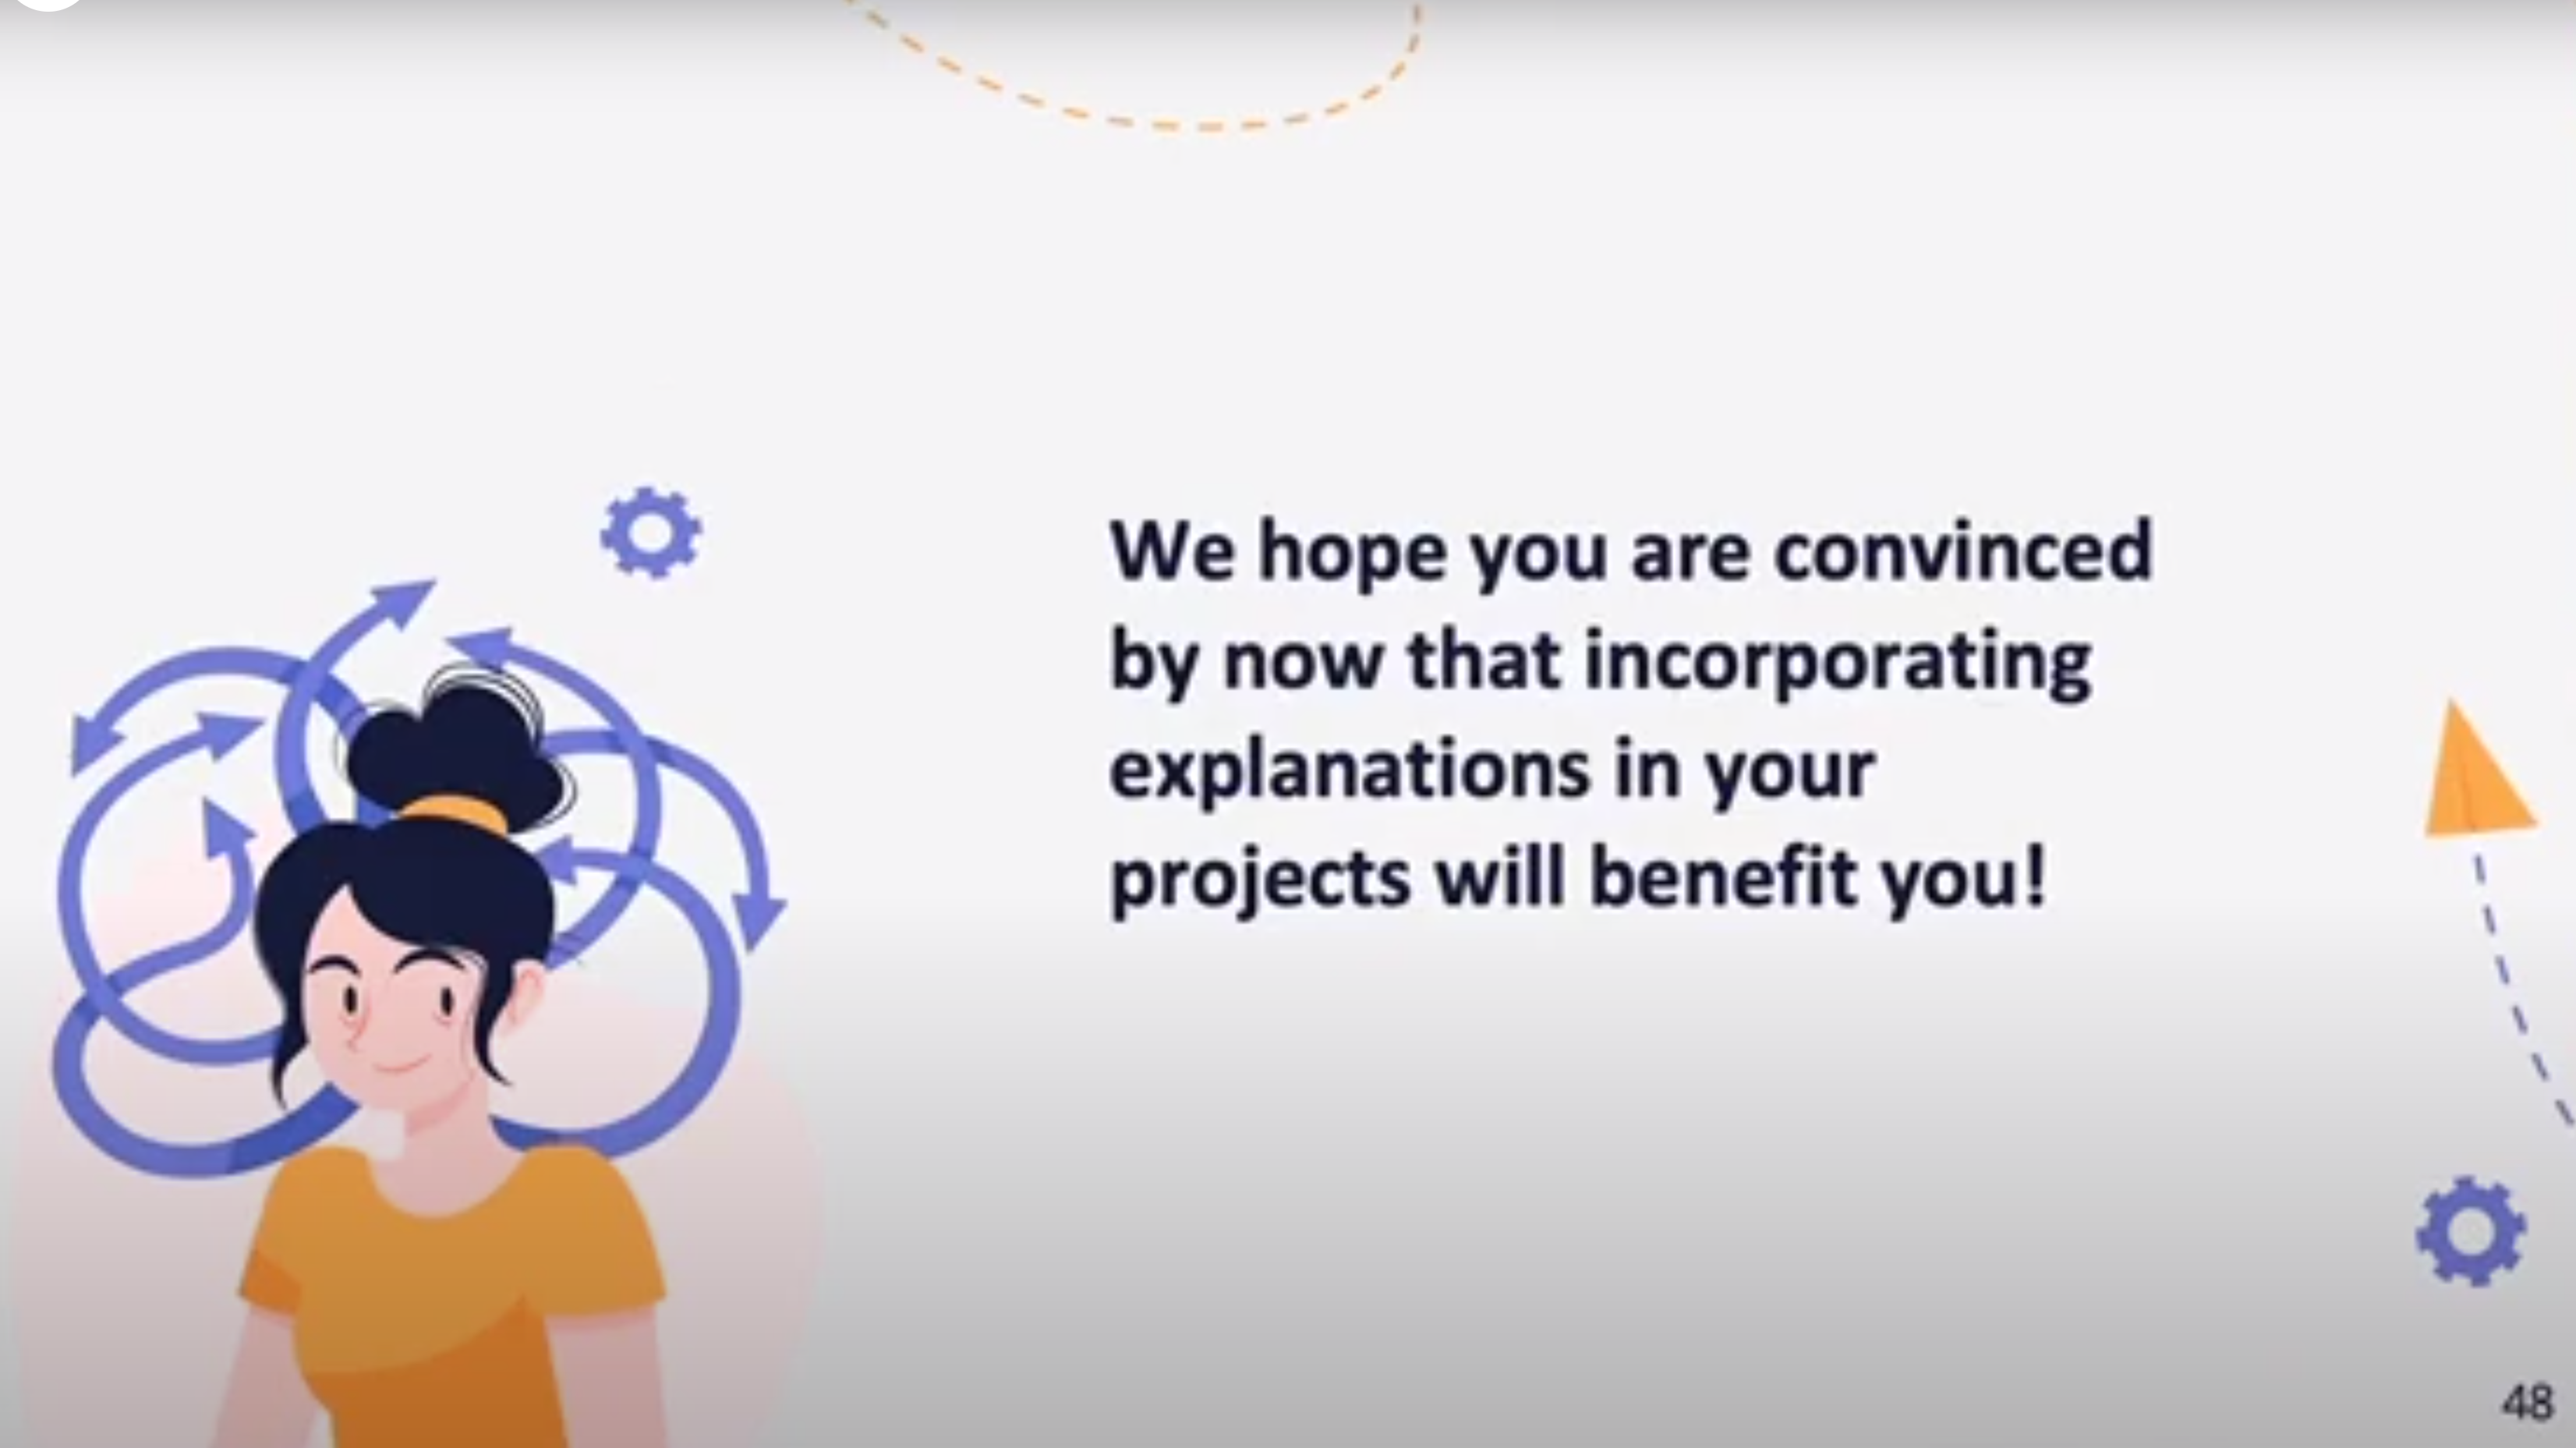 We hope you are convinced
by now that incorporating
explanations in your
projects will benefit you!
48